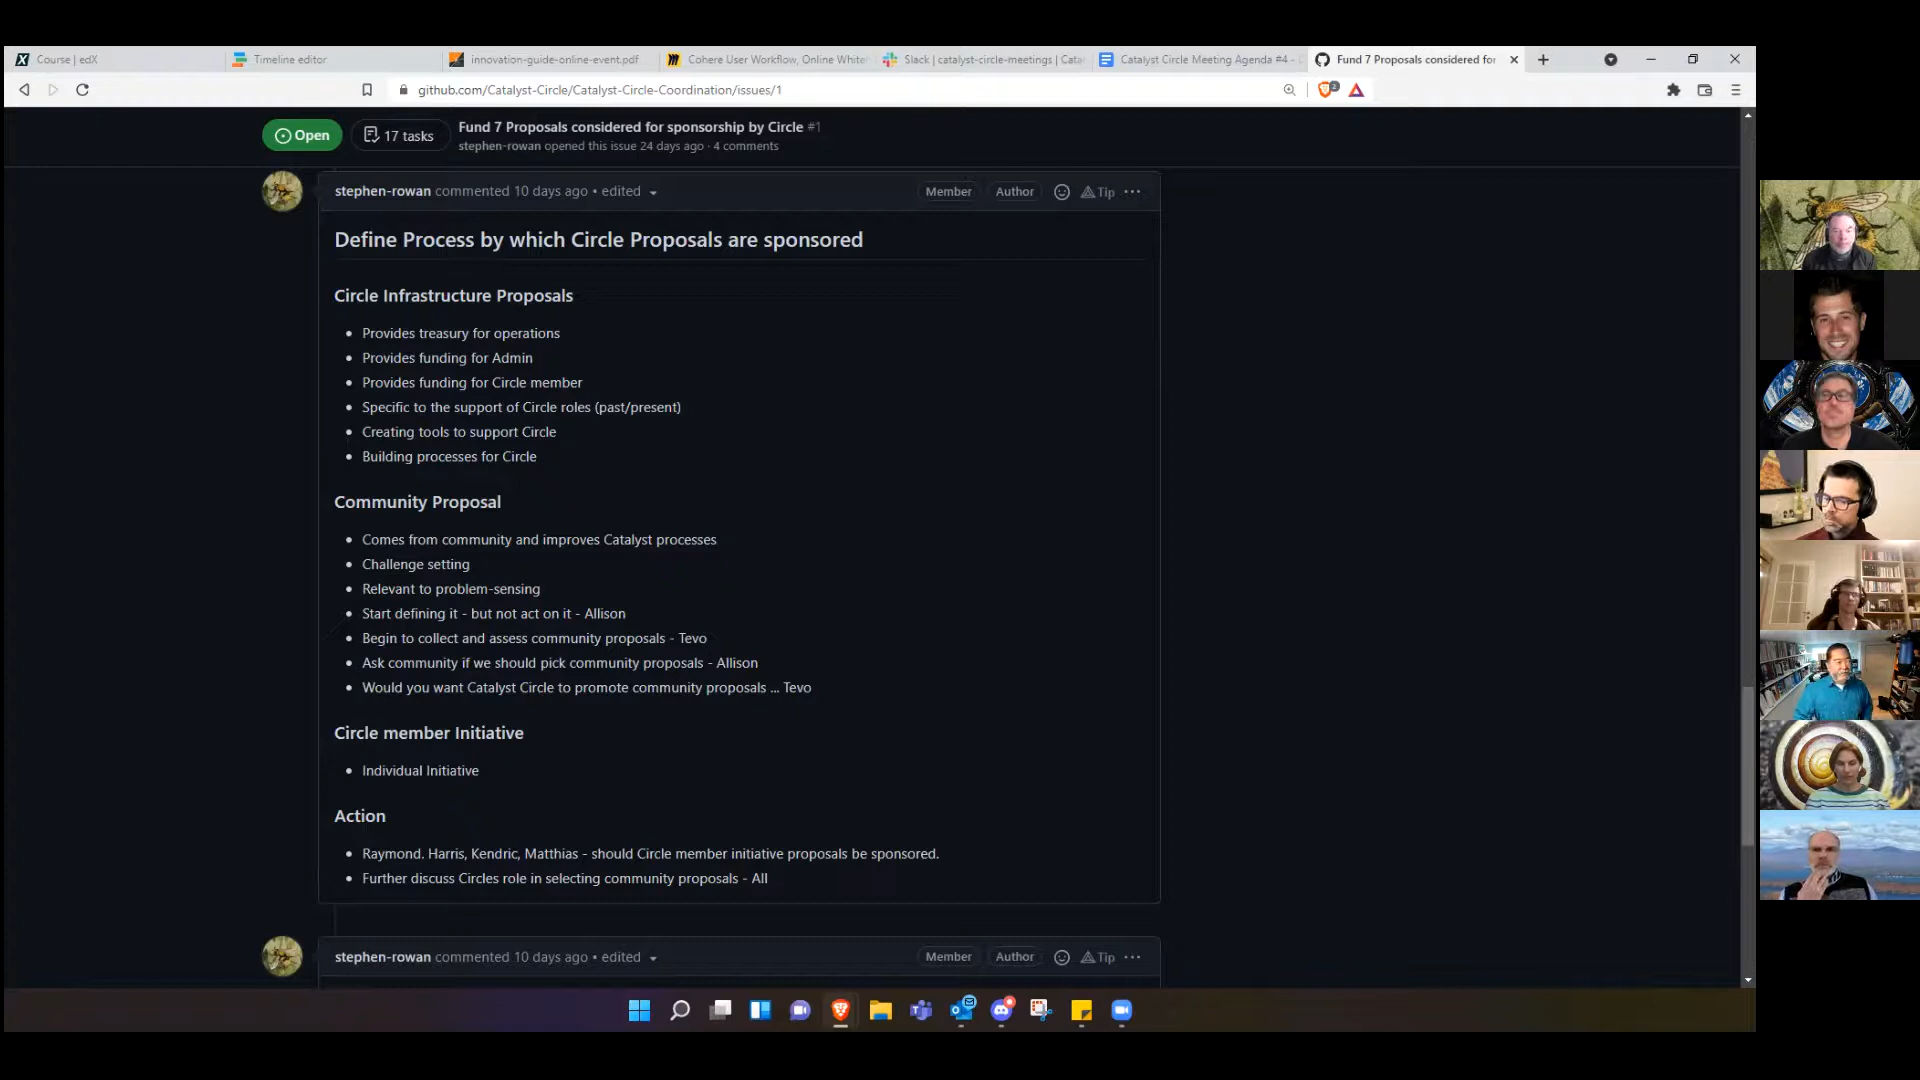 Course | edX
Timeline editor
innovation-guide-online-event.pdf
Cohere User Workflow, Online White
Slack | catalyst-circle-meetings | Cata
Catalyst Circle Meeting Agenda #4 -
Fund 7 Proposals considered for
github.com/Catalyst-Circle/Catalyst-Circle-Coordination/issues/1
2
Open
17 tasks
Fund 7 Proposals considered for sponsorship by Circle #1
stephen-rowan opened this issue 24 days ago · 4 comments
stephen-rowan commented 10 days ago • edited
Member
Author
Tip
Define Process by which Circle Proposals are sponsored
Circle Infrastructure Proposals
• Provides treasury for operations
• Provides funding for Admin
• Provides funding for Circle member
• Specific to the support of Circle roles (past/present)
• Creating tools to support Circle
• Building processes for Circle
Community Proposal
• Comes from community and improves Catalyst processes
• Challenge setting
• Relevant to problem-sensing
• Start defining it - but not act on it - Allison
• Begin to collect and assess community proposals - Tevo
• Ask community if we should pick community proposals - Allison
• Would you want Catalyst Circle to promote community proposals ... Tevo
Circle member Initiative
• Individual Initiative
Action
• Raymond. Harris, Kendric, Matthias - should Circle member initiative proposals be sponsored.
• Further discuss Circles role in selecting community proposals - All
stephen-rowan commented 10 days ago • edited
Member
Author
Tip